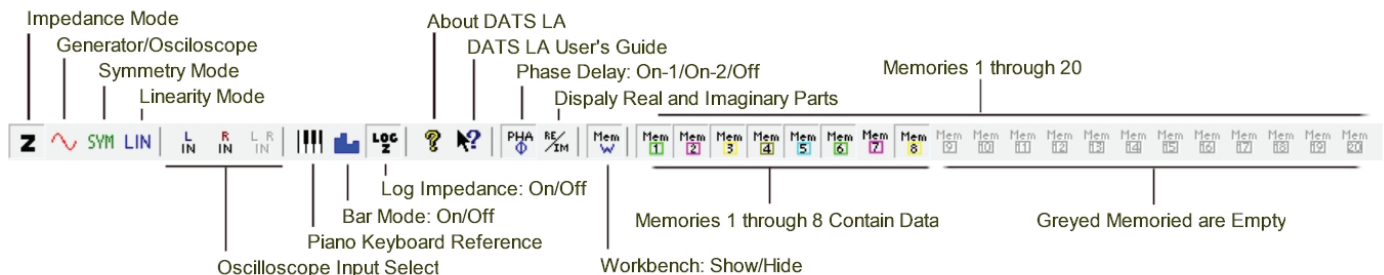 Impedance Mode
Generator/Osciloscope
Symmetry Mode
Linearity Mode
About DATS LA
DATS LA User's Guide
Phase Delay: On-1/On-2/Off
Dispaly Real and Imaginary Parts
Memories 1 through 20
Z SYM LIN L IN R IN L R IN LOG Z ? ? PHA Φ RE/IM Mem W Mem 1 Mem 2 Mem 3 Mem 4 Mem 5 Mem 6 Mem 7 Mem 8 Mem 9 Mem 10 Mem 11 Mem 12 Mem 13 Mem 14 Mem 15 Mem 16 Mem 17 Mem 18 Mem 19 Mem 20
Log Impedance: On/Off
Bar Mode: On/Off
Piano Keyboard Reference
Oscilloscope Input Select
Memories 1 through 8 Contain Data
Greyed Memoried are Empty
Workbench: Show/Hide